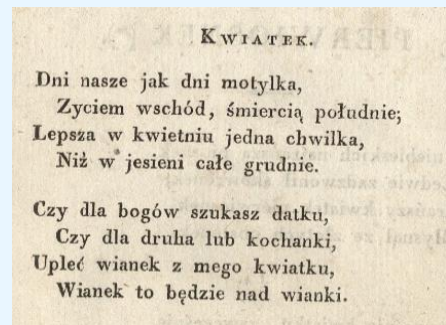 KWIATEK.
Dni nasze jak dni motylka,
Zyciem wschód, śmiercią południe;
Lepsza w kwietniu jedna chwilka,
Niż w jesieni całe grudnie.
Czy dla bogów szukasz datku,
Czy dla druha lub kochanki,
Upleć wianek z mego kwiatku,
Wianek to będzie nad wianki.